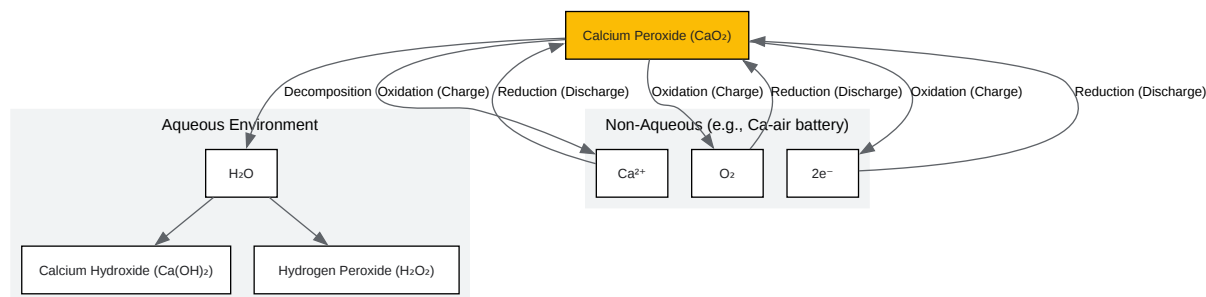 Calcium Peroxide (CaO₂)
Decomposition
Oxidation (Charge)
Reduction (Discharge)
Oxidation (Charge)
Reduction (Discharge)
Oxidation (Charge)
Reduction (Discharge)
Aqueous Environment
Non-Aqueous (e.g., Ca-air battery)
H₂O
Ca²⁺
O₂
2e⁻
Calcium Hydroxide (Ca(OH)₂)
Hydrogen Peroxide (H₂O₂)